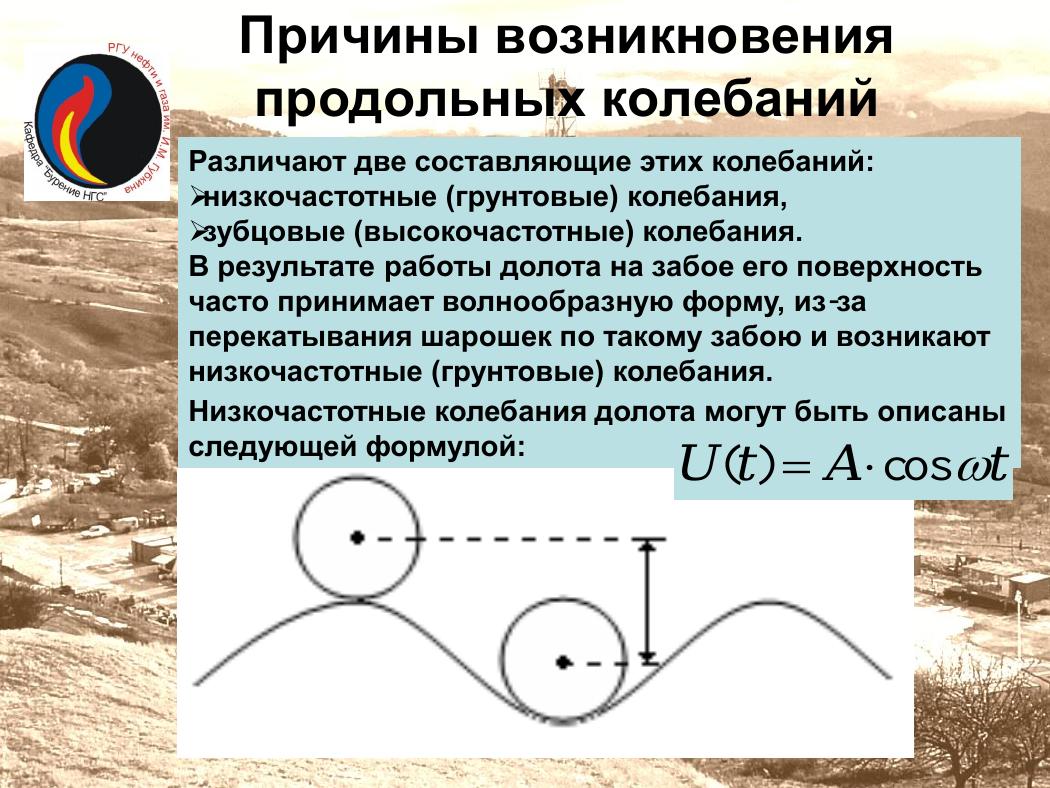 Причины возникновения
продольных колебаний
РГУ нефти и газа им. И.М. Губкина
Кафедра "Бурение НГС"
Различают две составляющие этих колебаний:
➢низкочастотные (грунтовые) колебания,
➢зубцовые (высокочастотные) колебания.
В результате работы долота на забое его поверхность
часто принимает волнообразную форму, из-за
перекатывания шарошек по такому забою и возникают
низкочастотные (грунтовые) колебания.
Низкочастотные колебания долота могут быть описаны
следующей формулой:
U(t) = A · cos ωt